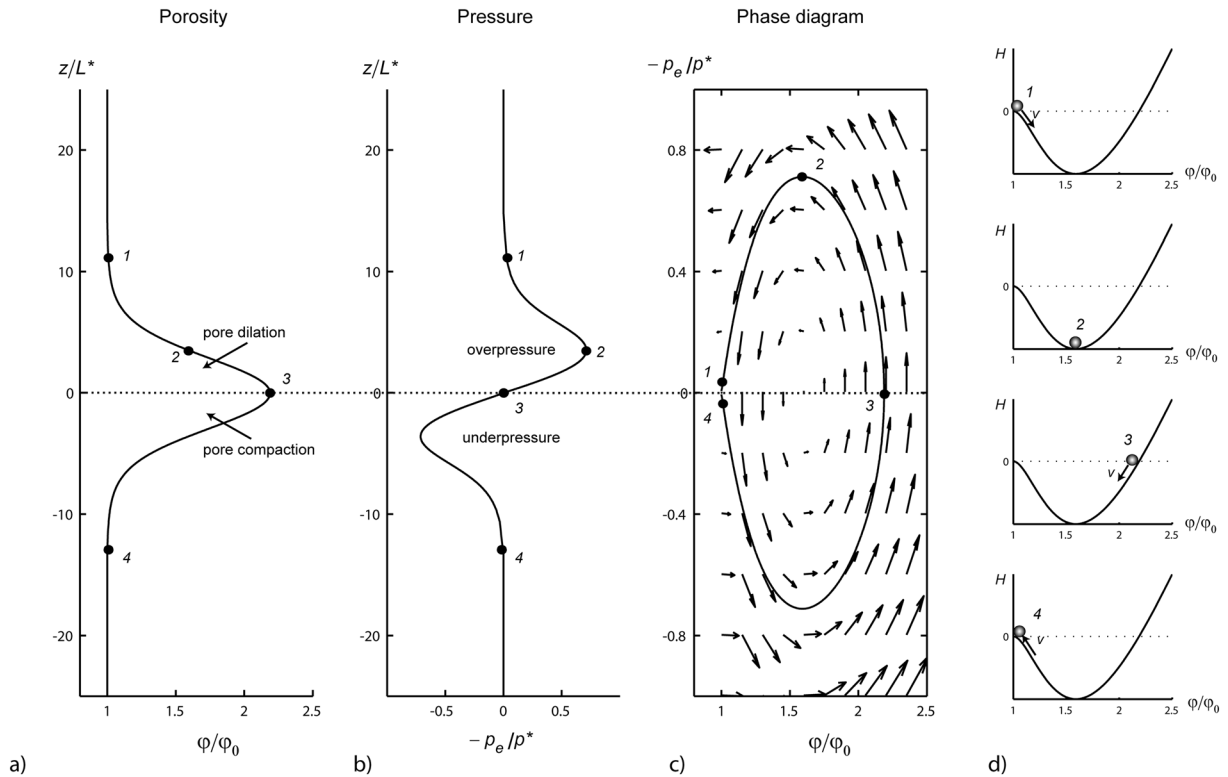 Porosity
Pressure
Phase diagram
z/L*
z/L*
− pₑ/p*
20
10
0
-10
-20
1
1.5
2
2.5
φ/φ₀
1
2
3
4
pore dilation
pore compaction
a)
20
10
0
-10
-20
-0.5
0
0.5
− pₑ/p*
1
2
3
4
overpressure
underpressure
b)
0.8
0.4
0
-0.4
-0.8
1
1.5
2
2.5
φ/φ₀
1
2
3
4
c)
H
0
1
v
1
1.5
2
2.5
φ/φ₀
H
0
2
1
1.5
2
2.5
φ/φ₀
H
0
3
v
1
1.5
2
2.5
φ/φ₀
H
0
4
v
1
1.5
2
2.5
φ/φ₀
d)